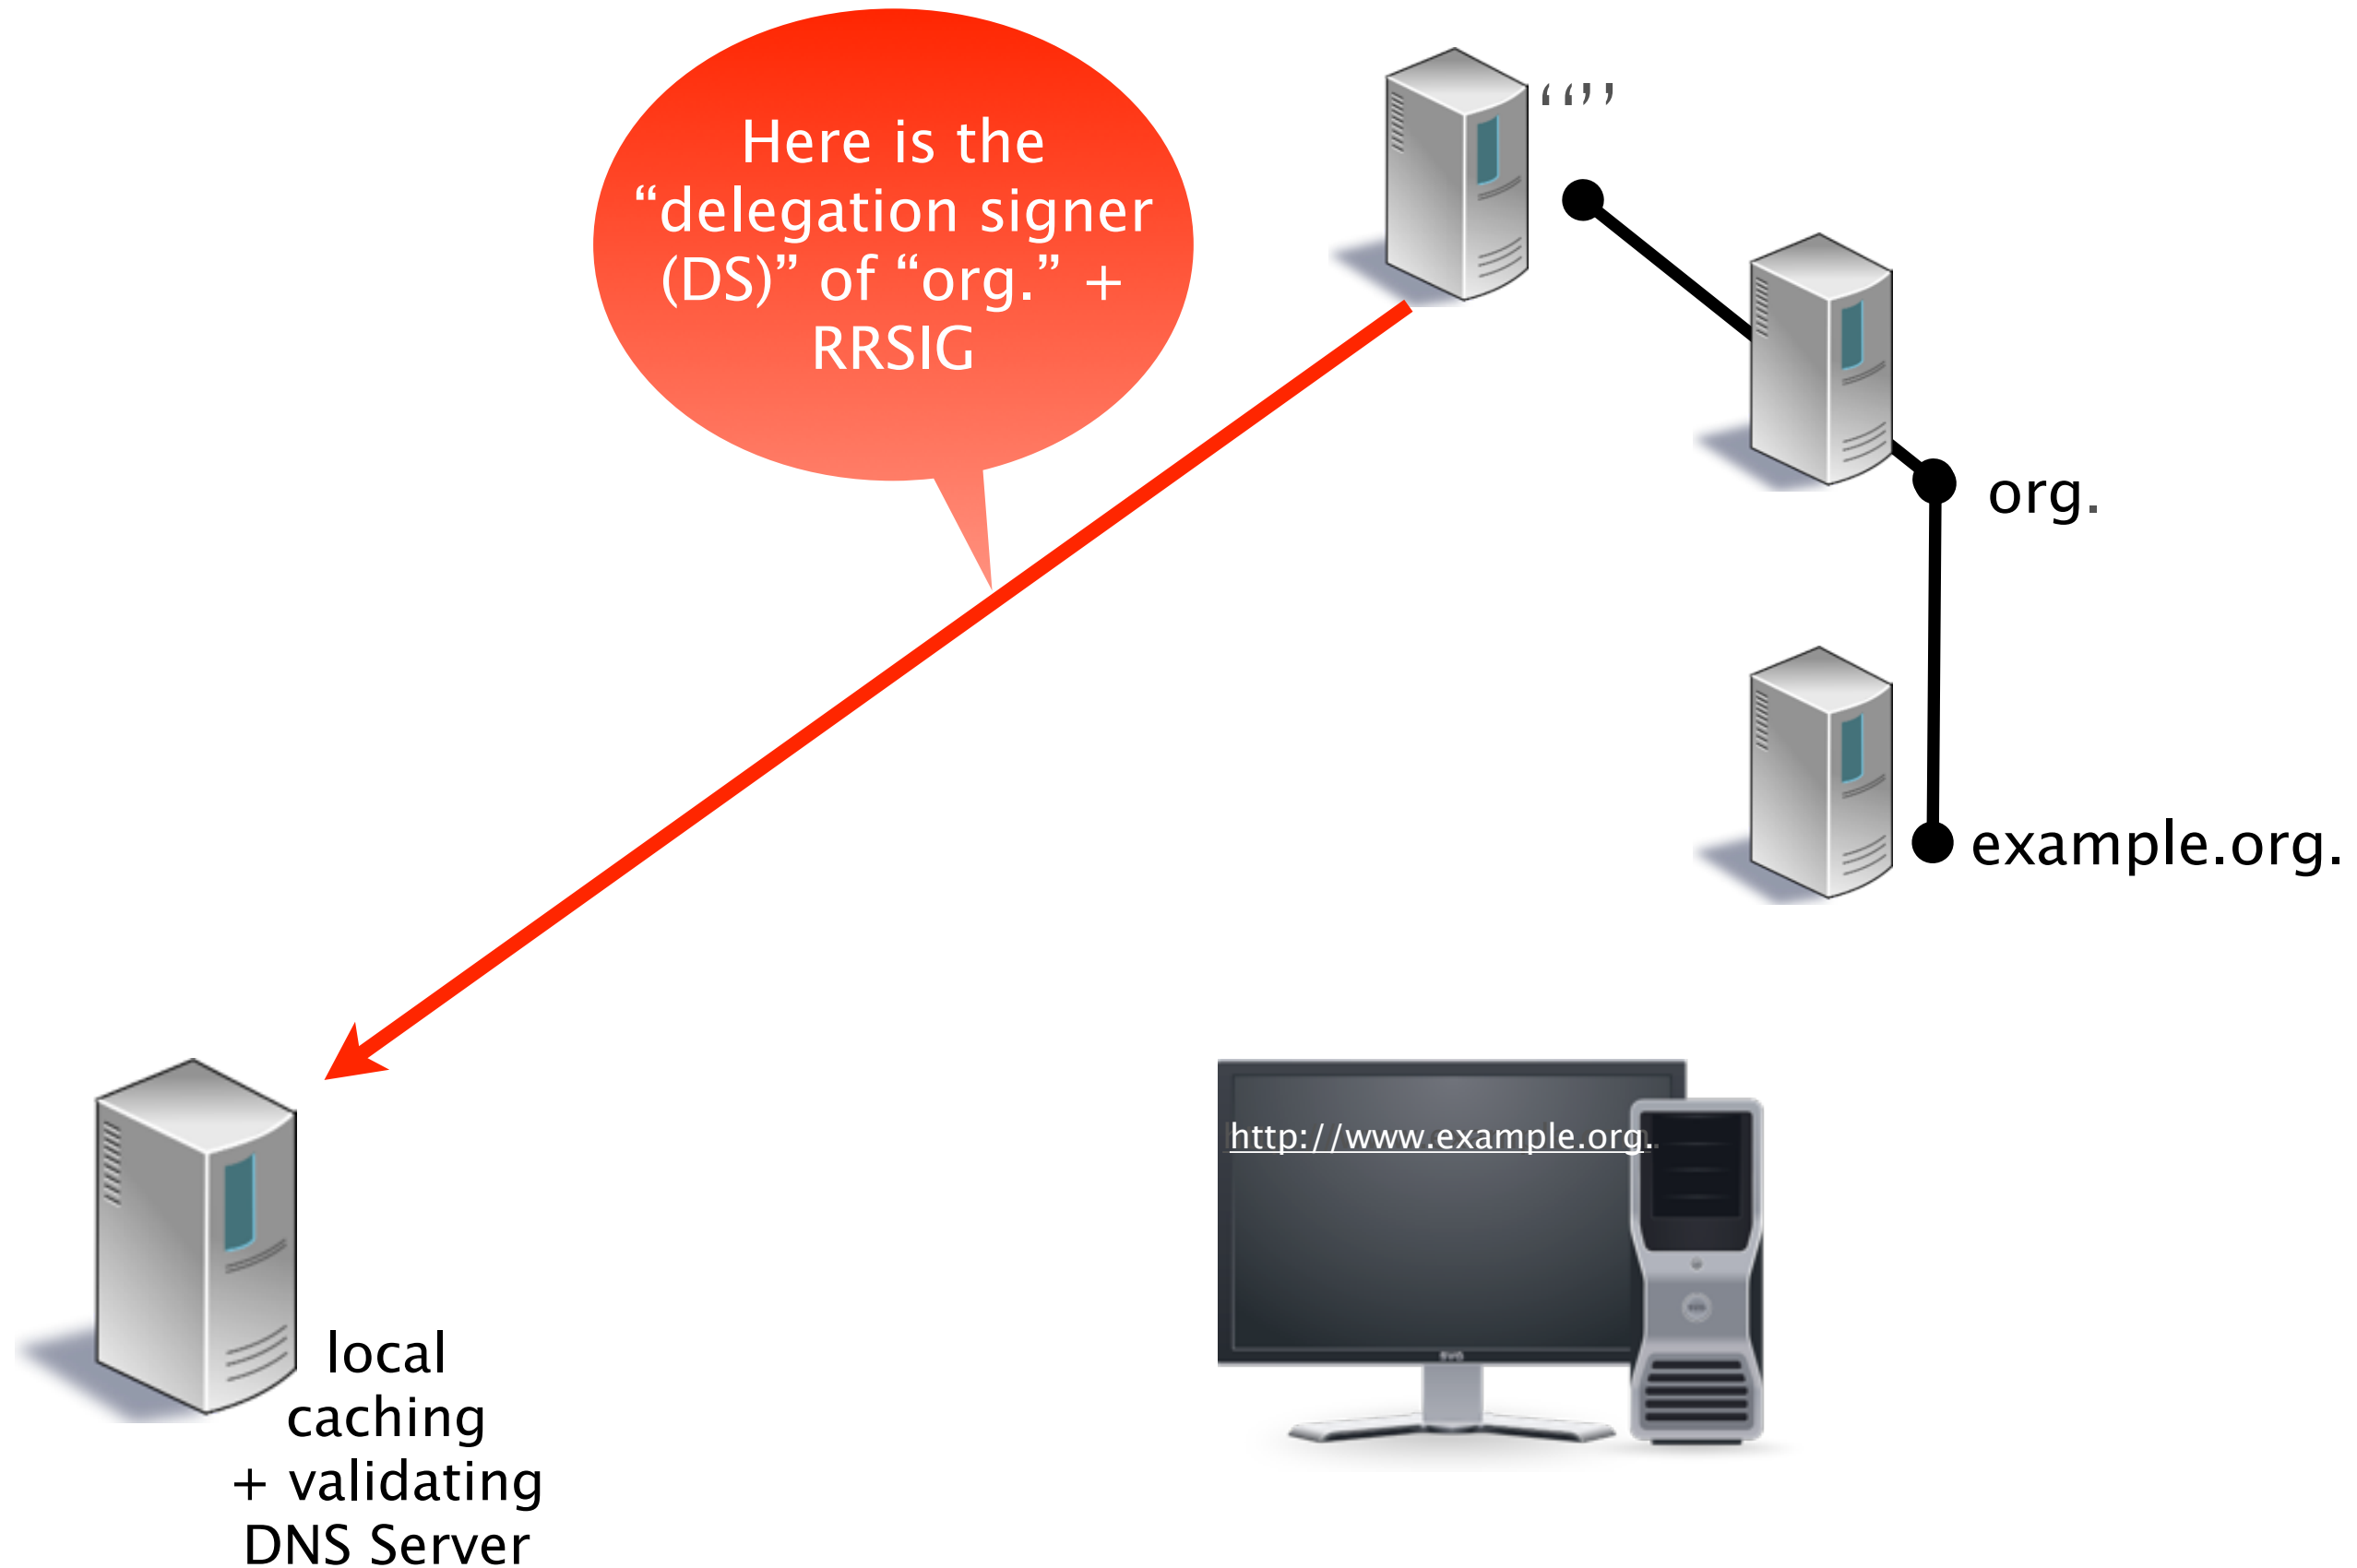 Here is the
“delegation signer
(DS)” of “org.” +
RRSIG
“”
org.
example.org.
http://www.example.org.
local
caching
+ validating
DNS Server